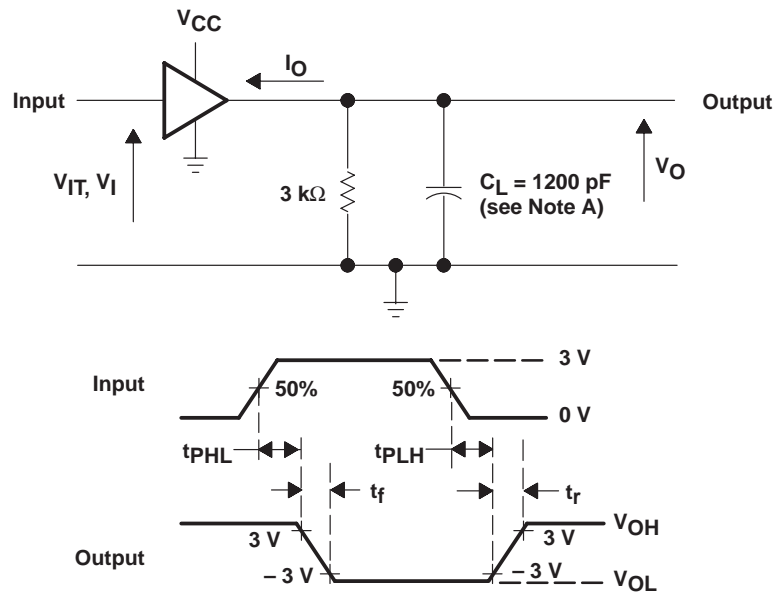 VCC
IO
Input
Output
VIT, VI
3 kΩ
CL = 1200 pF
(see Note A)
VO
3 V
Input
50%
50%
0 V
tPHL
tPLH
tf
tr
VOH
3 V
3 V
Output
– 3 V
– 3 V
VOL